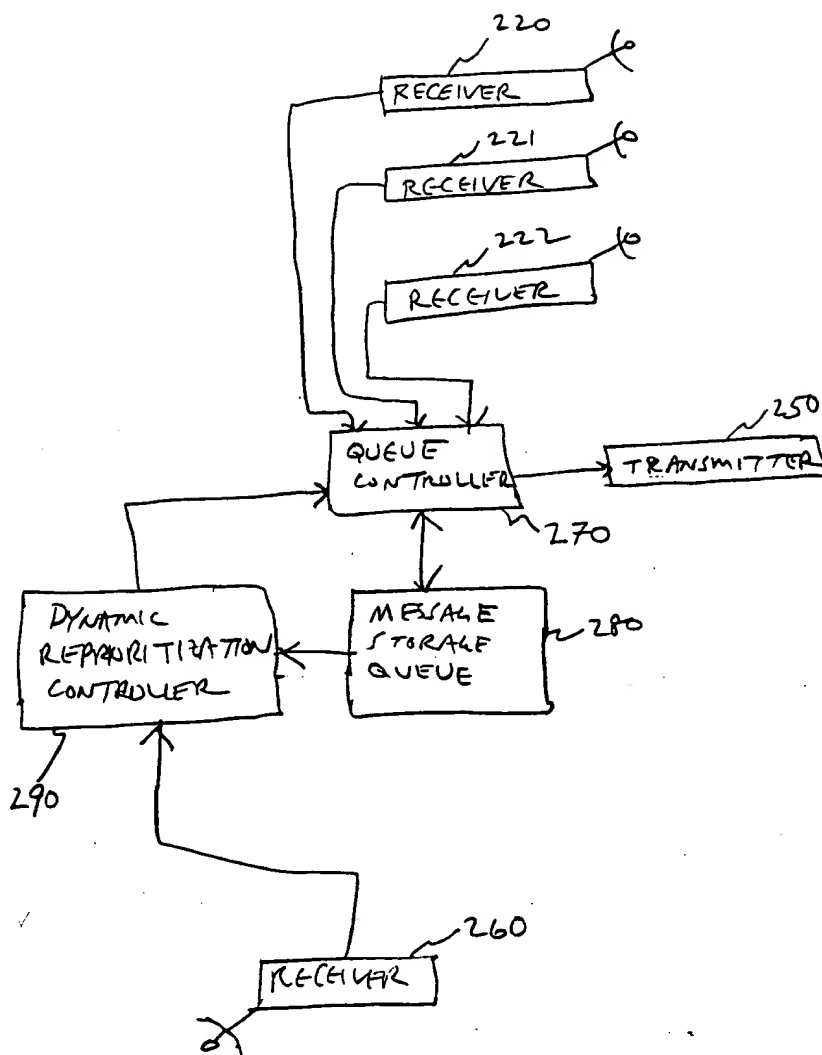 220
RECEIVER
221
RECEIVER
222
RECEIVER
250
QUEUE
CONTROLLER
TRANSMITTER
270
DYNAMIC
REPRORITIZATION
CONTROLLER
MESSAGE
STORAGE
QUEUE
280
290
260
RECEIVER